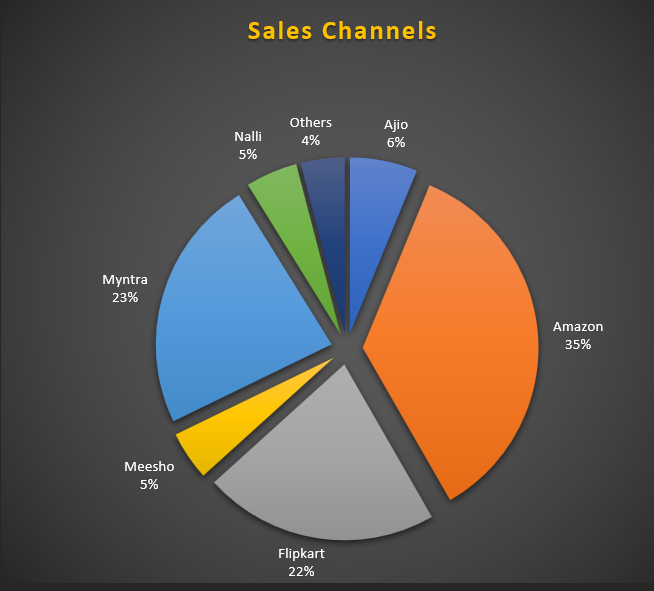 Sales Channels
Ajio
6%
Amazon
35%
Flipkart
22%
Meesho
5%
Myntra
23%
Nalli
5%
Others
4%